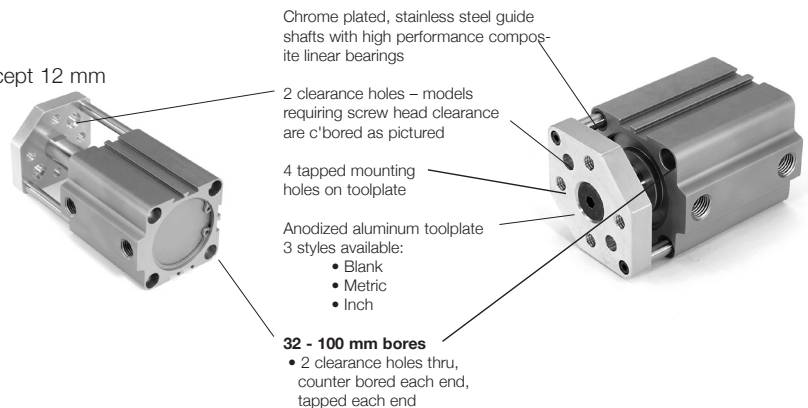 Chrome plated, stainless steel guide
shafts with high performance compos-
ite linear bearings
cept 12 mm
2 clearance holes – models
requiring screw head clearance
are c'bored as pictured
4 tapped mounting
holes on toolplate
Anodized aluminum toolplate
3 styles available:
• Blank
• Metric
• Inch
32 - 100 mm bores
• 2 clearance holes thru,
counter bored each end,
tapped each end